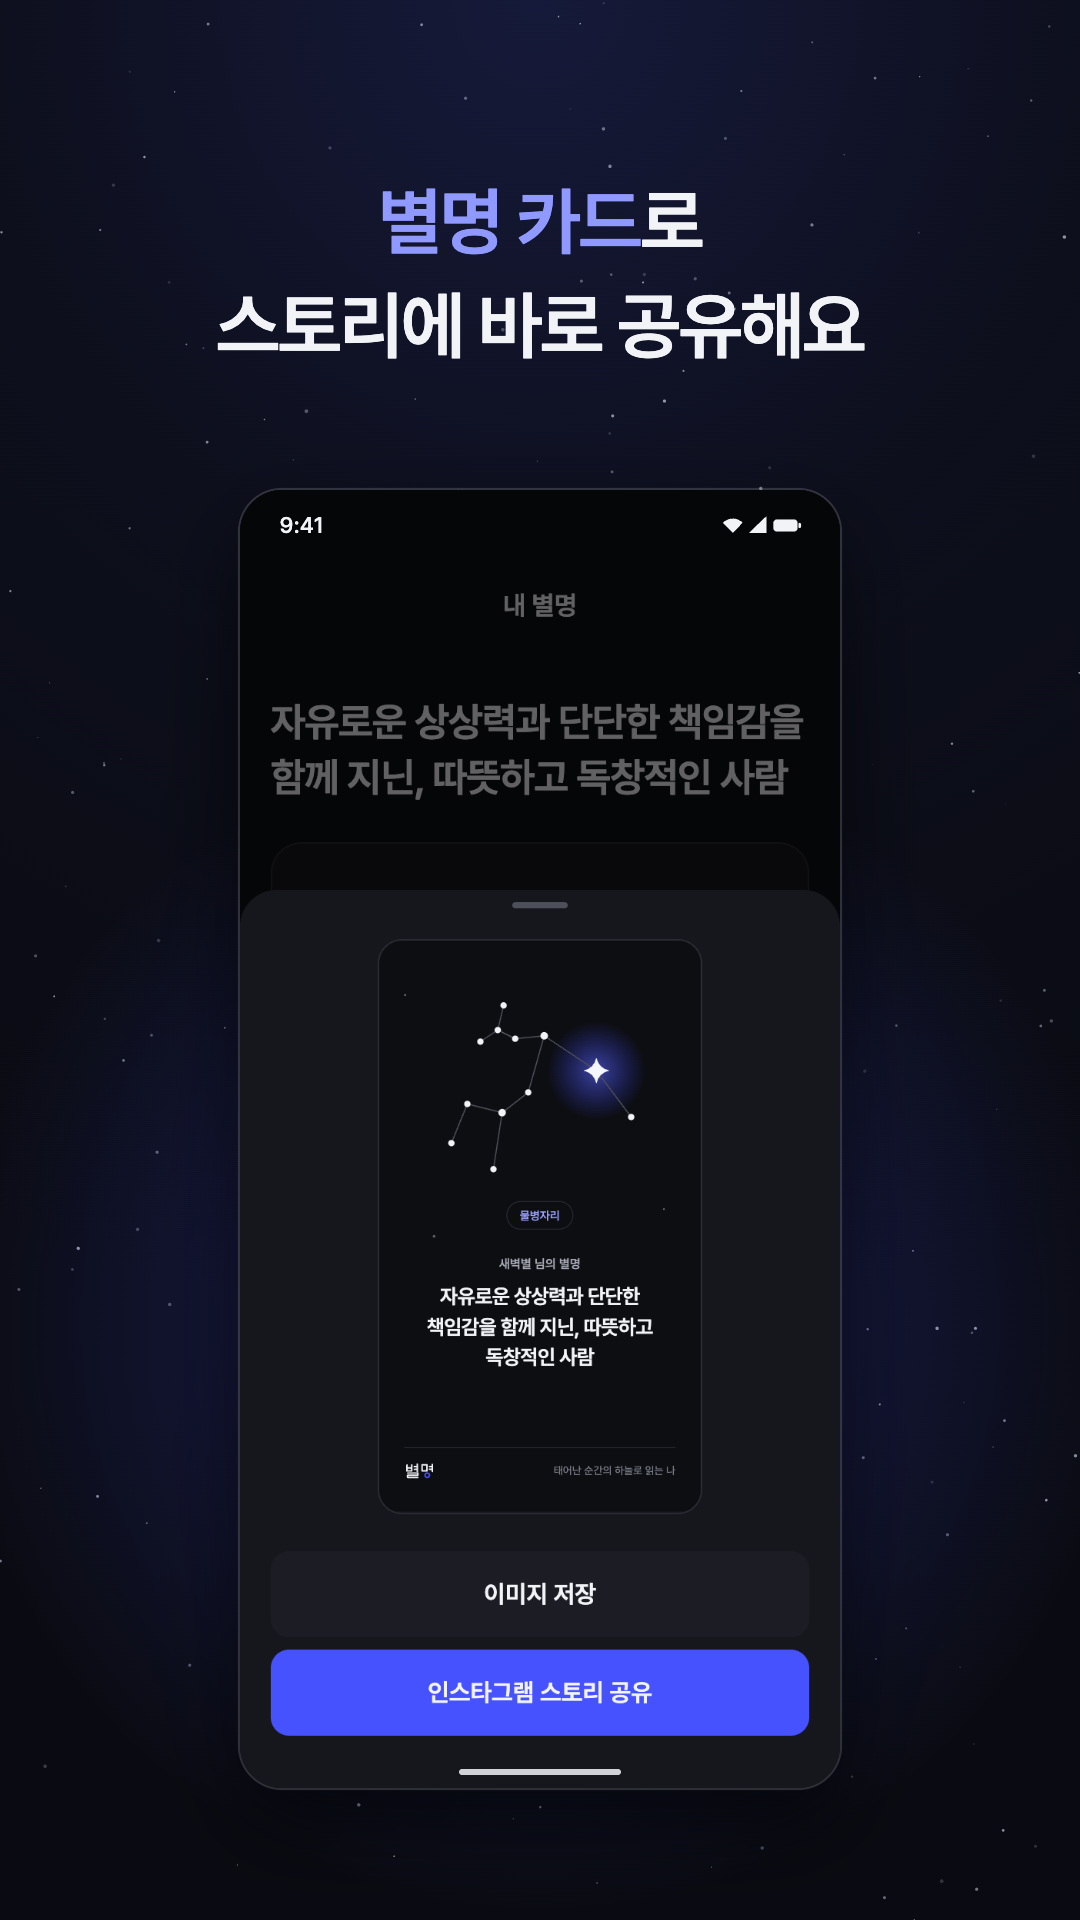 별명 카드로
스토리에 바로 공유해요
9:41
내 별명
자유로운 상상력과 단단한 책임감을
함께 지닌, 따뜻하고 독창적인 사람
물병자리
새벽별 님의 별명
자유로운 상상력과 단단한
책임감을 함께 지닌, 따뜻하고
독창적인 사람
별명
태어난 순간의 하늘로 읽는 나
이미지 저장
인스타그램 스토리 공유